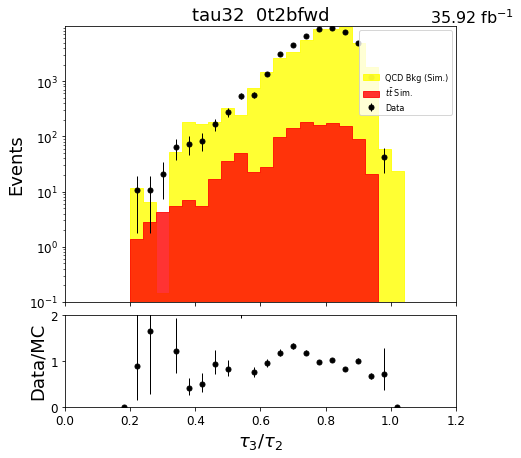 tau32 0t2bfwd
35.92 fb⁻¹
QCD Bkg (Sim.)
tt̄ Sim.
Data
Events
10³
10²
10¹
10⁰
10⁻¹
Data/MC
2
1
0
0.0 0.2 0.4 0.6 0.8 1.0 1.2
τ₃/τ₂